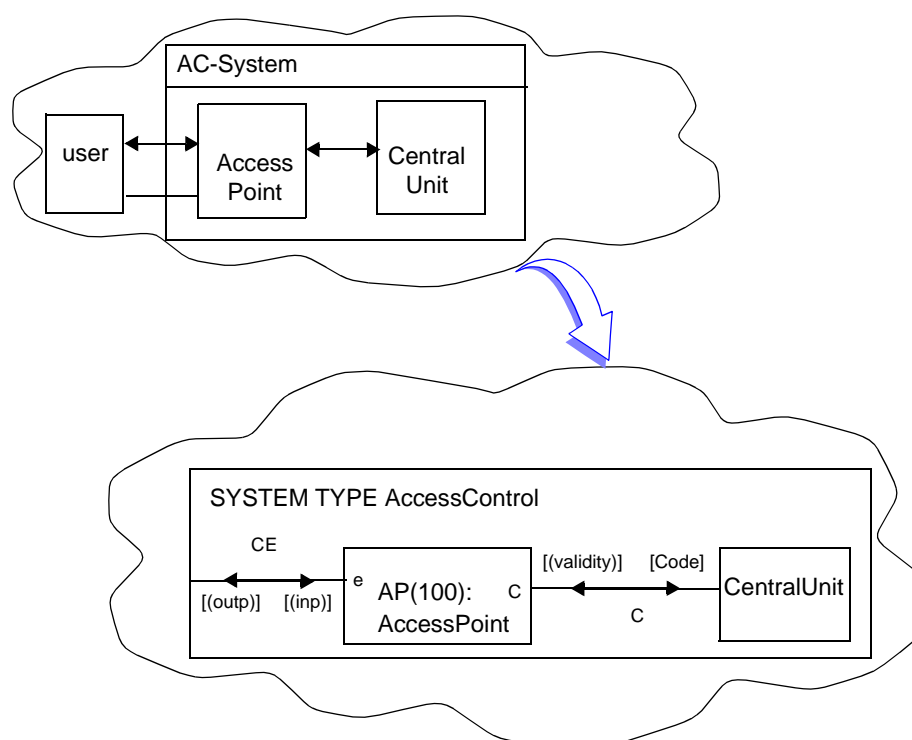 AC-System
user
Access
Point
Central
Unit
SYSTEM TYPE AccessControl
CE
[(outp)]
[(inp)]
e
AP(100):
AccessPoint
C
[(validity)]
[Code]
C
CentralUnit